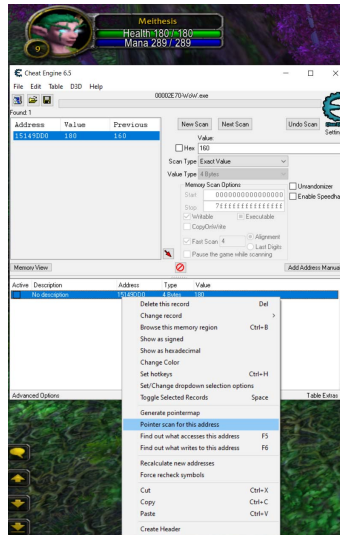 Meithesis
Health 180 / 180
9
Mana 289 / 289
Cheat Engine 6.5
File Edit Table D3D Help
00002E70-WoW.exe
Found: 1
Address Value Previous
15149DD0 180 160
New Scan Next Scan Undo Scan
Settin
Value:
Hex 160
Scan Type Exact Value
Value Type 4 Bytes
Memory Scan Options
Start 0000000000000000
Stop 7fffffffffffffff
Writable Executable
CopyOnWrite
Fast Scan 4 Alignment
Last Digits
Pause the game while scanning
Unrandomizer
Enable Speedha
Memory View
Add Address Manua
Active Description Address Type Value
No description 15149DD0 4 Bytes 180
Delete this record Del
Change record
Browse this memory region Ctrl+B
Show as signed
Show as hexadecimal
Change Color
Set hotkeys Ctrl+H
Set/Change dropdown selection options
Toggle Selected Records Space
Generate pointermap
Pointer scan for this address
Find out what accesses this address F5
Find out what writes to this address F6
Recalculate new addresses
Force recheck symbols
Cut Ctrl+X
Copy Ctrl+C
Paste Ctrl+V
Create Header
Advanced Options
Table Extras